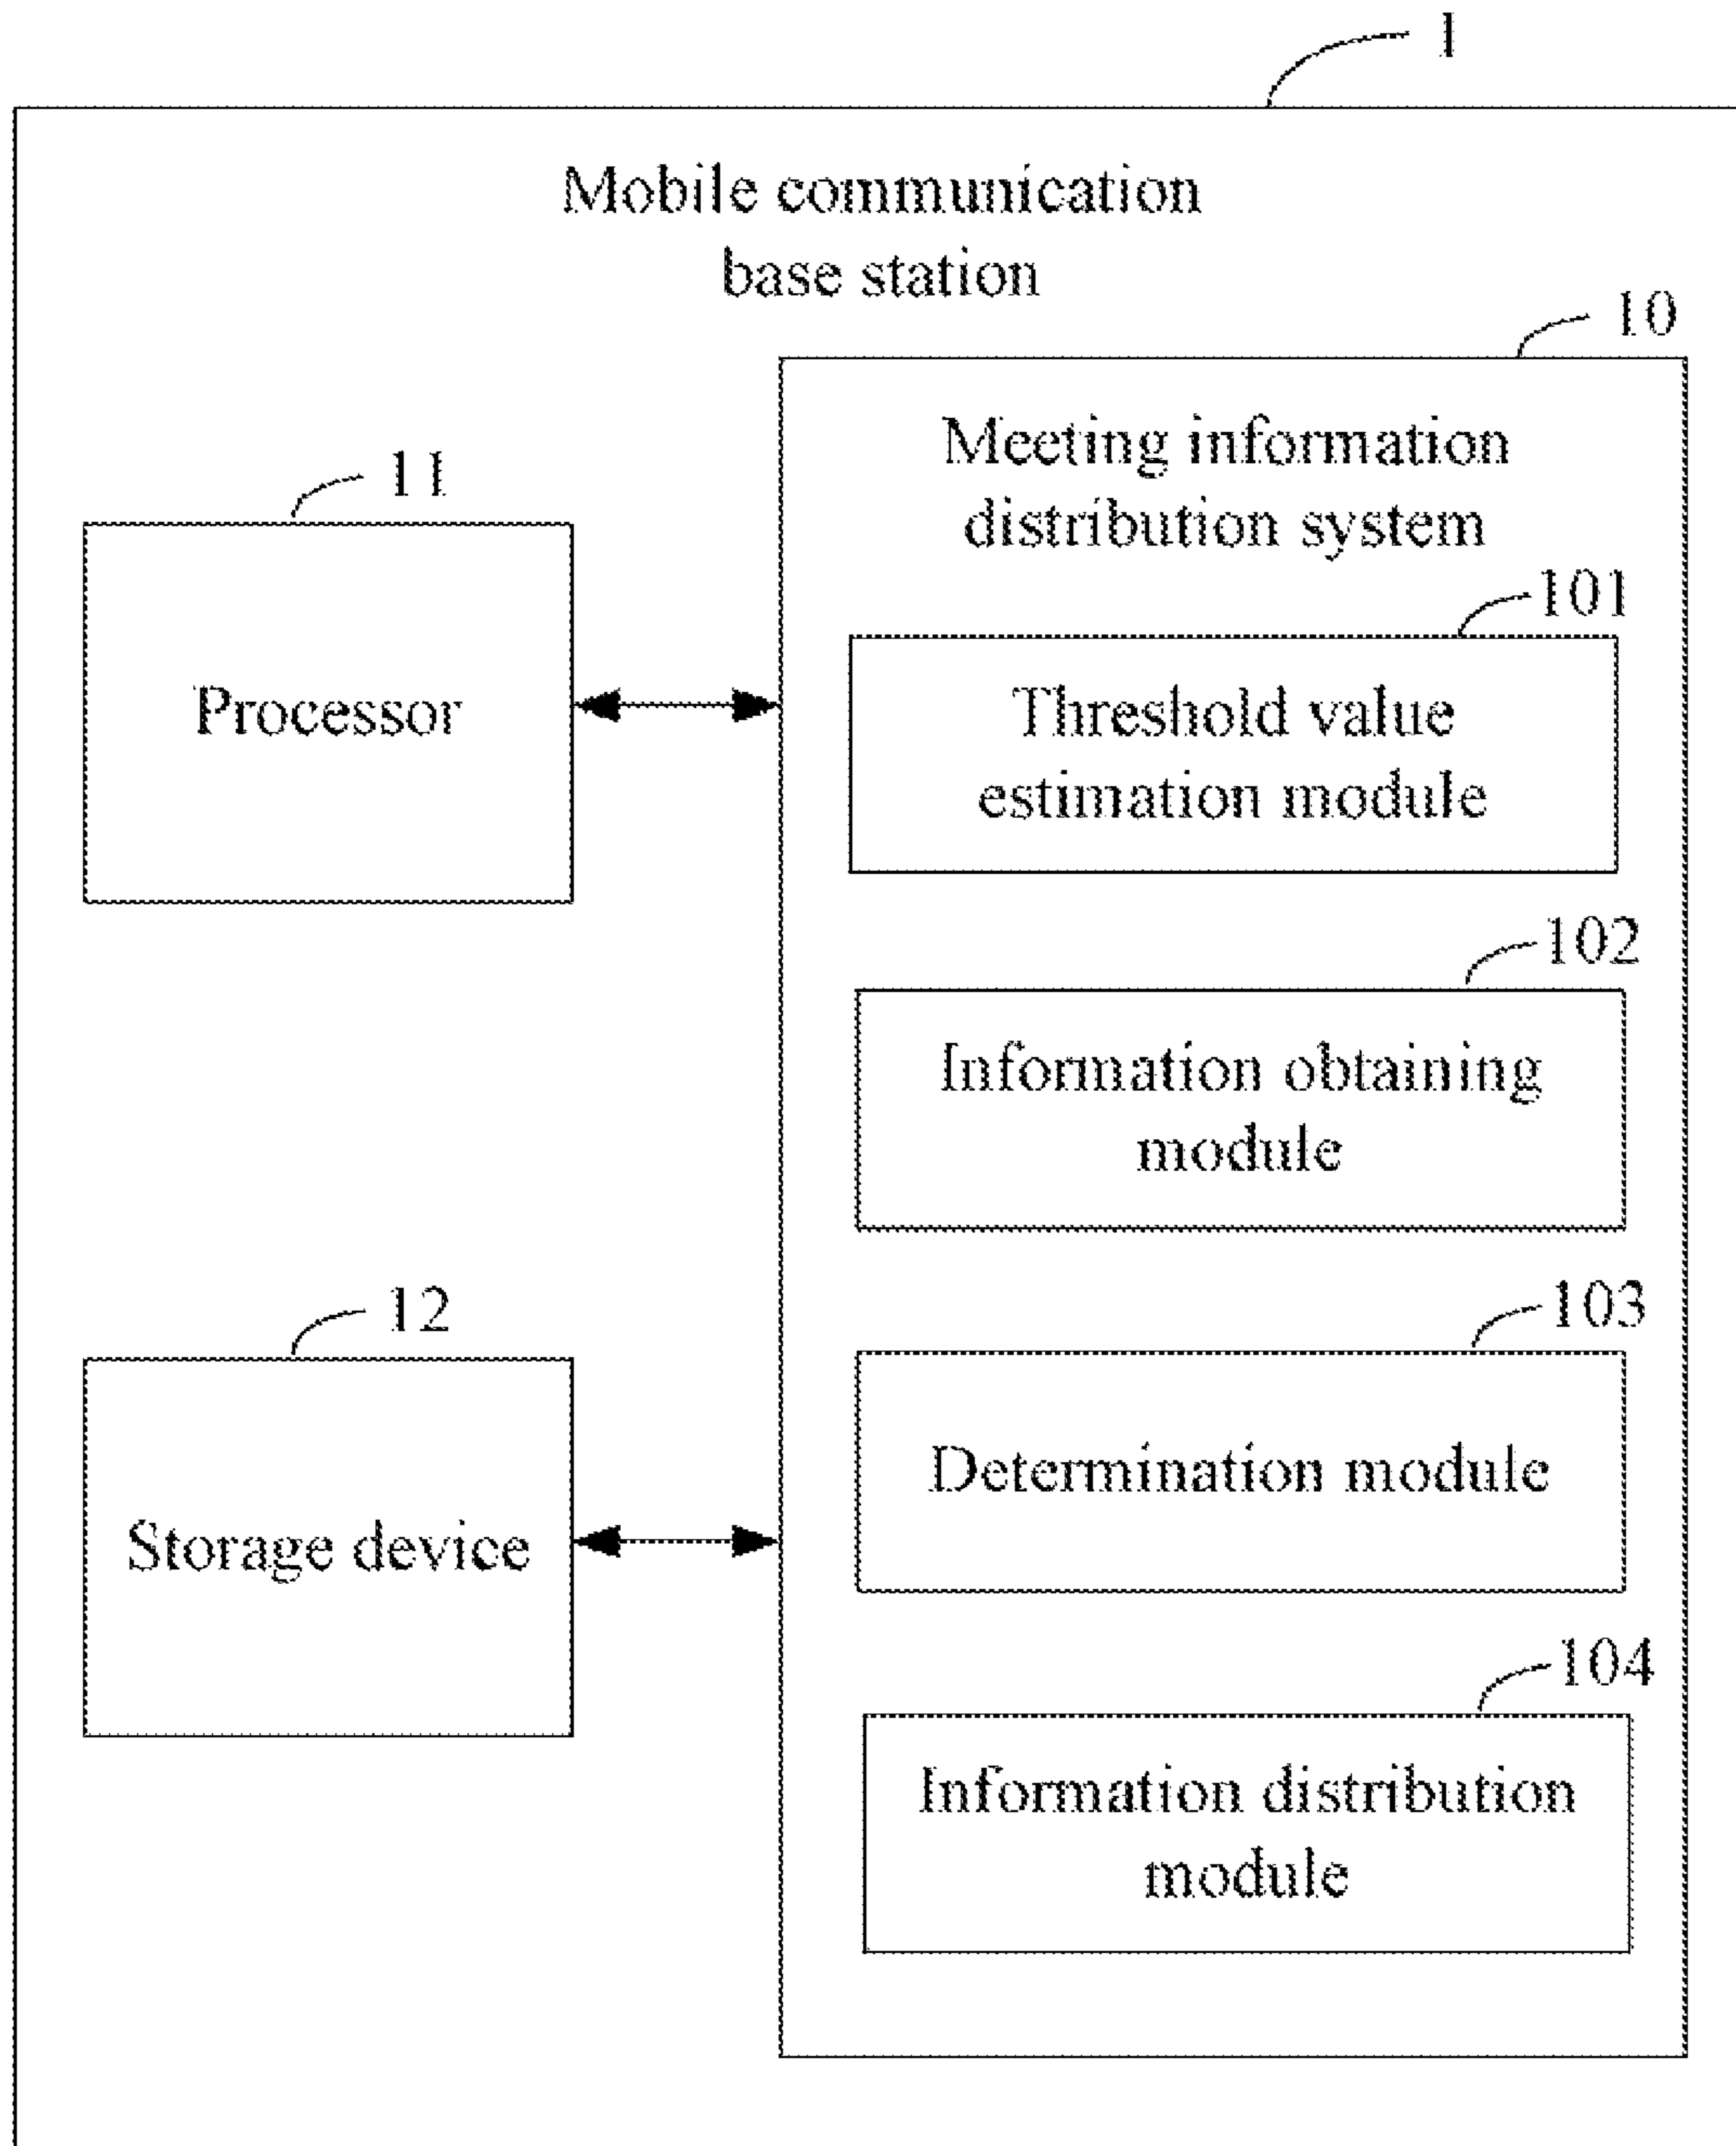 1
Mobile communication
base station
10
Meeting information
distribution system
11
Processor
101
Threshold value
estimation module
102
Information obtaining
module
12
Storage device
103
Determination module
104
Information distribution
module